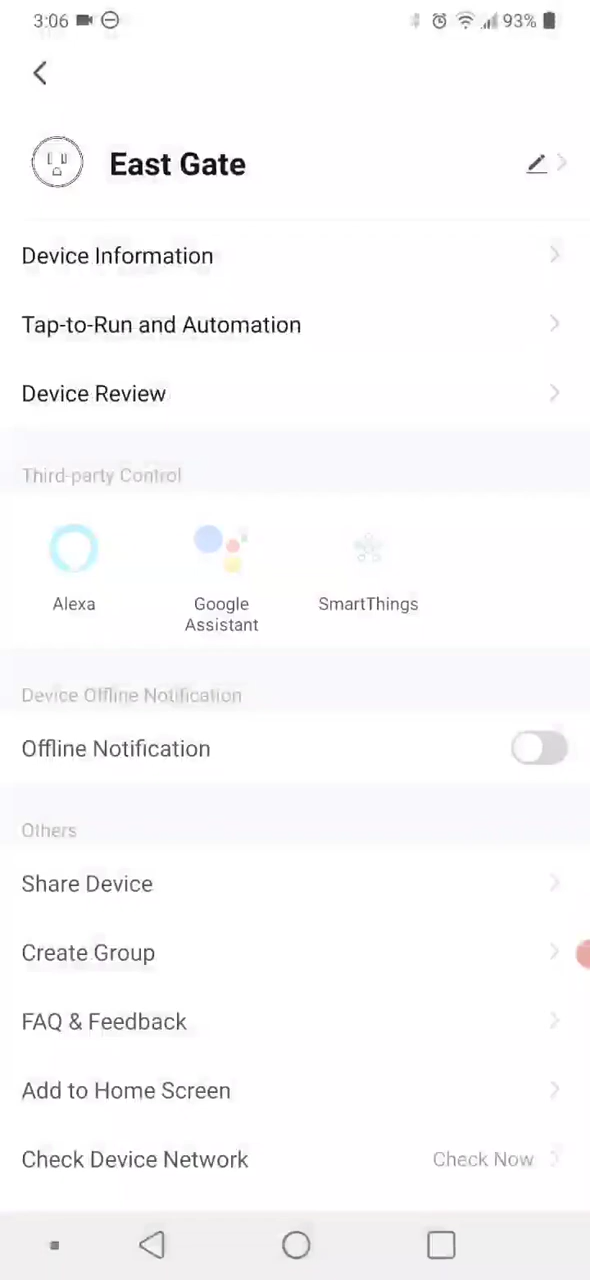 3:06
93%
East Gate
Device Information
Tap-to-Run and Automation
Device Review
Third-party Control
Alexa
Google
Assistant
SmartThings
Device Offline Notification
Offline Notification
Others
Share Device
Create Group
FAQ & Feedback
Add to Home Screen
Check Device Network
Check Now